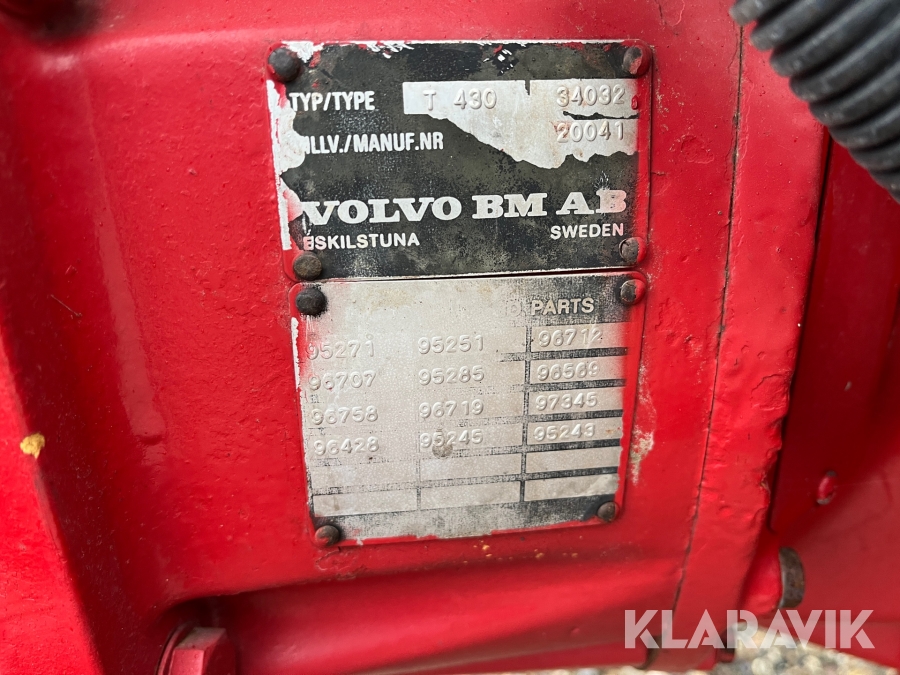 TYP/TYPE T 430 34032
ILLV./MANUF.NR 20041
VOLVO BM AB
ESKILSTUNA SWEDEN
PARTS
95271 95251 96712
96707 95285 96569
96758 96719 97345
96428 95245 95243
KLARAVIK